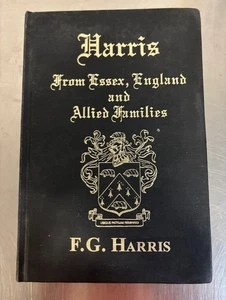 Harris
From Essex, England
and
Allied Families
F.G. HARRIS